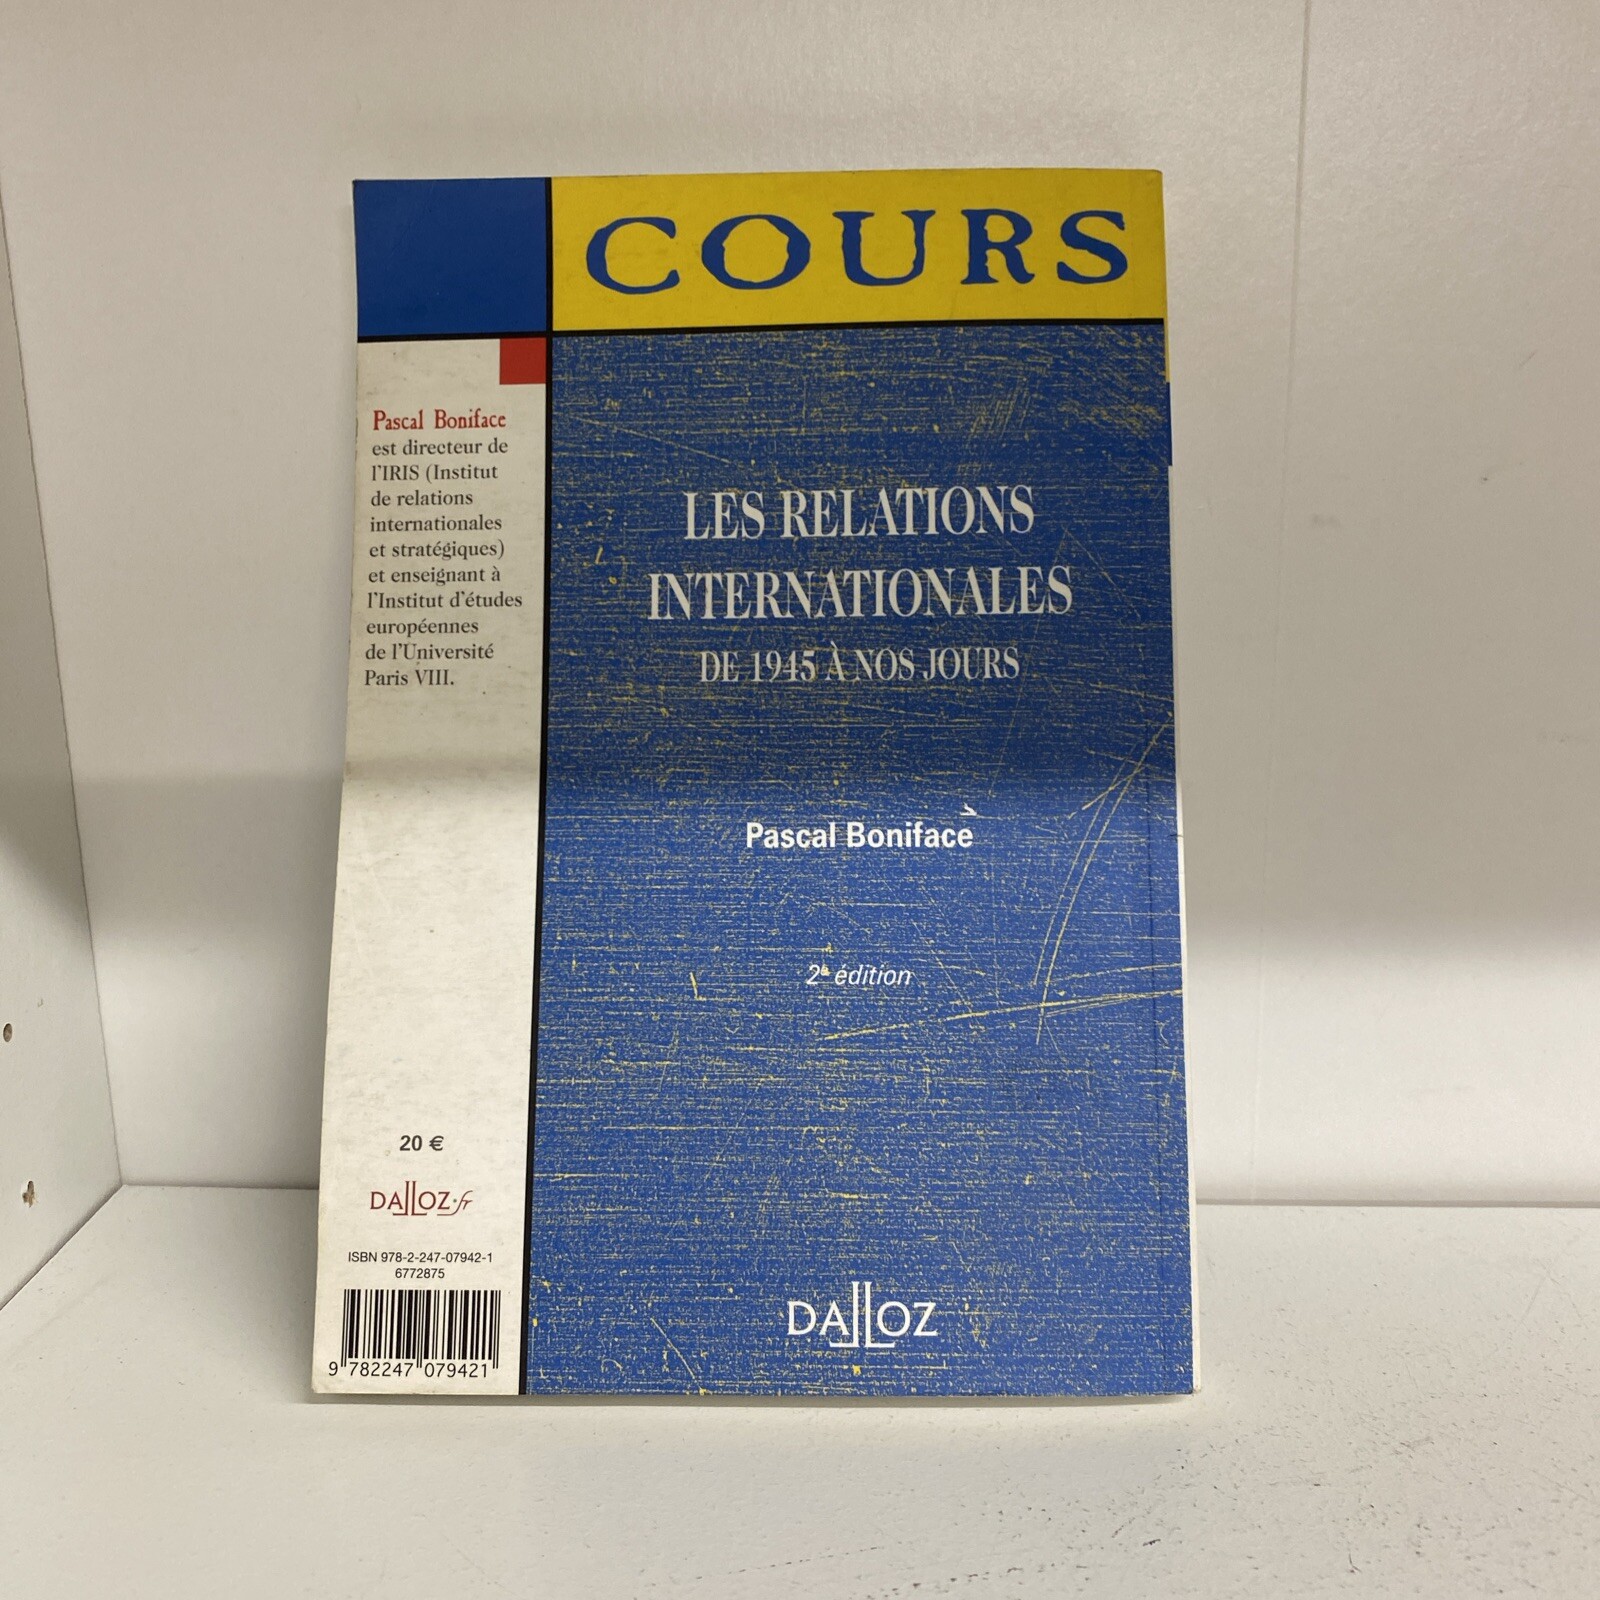 COURS
Pascal Boniface
est directeur de
l'IRIS (Institut
de relations
internationales
et stratégiques)
et enseignant à
l'Institut d'études
européennes
de l'Université
Paris VIII.
LES RELATIONS
INTERNATIONALES
DE 1945 À NOS JOURS
Pascal Boniface
2e édition
20 €
DALLOZ.fr
ISBN 978-2-247-07942-1
6772875
9 782247 079421
DALLOZ